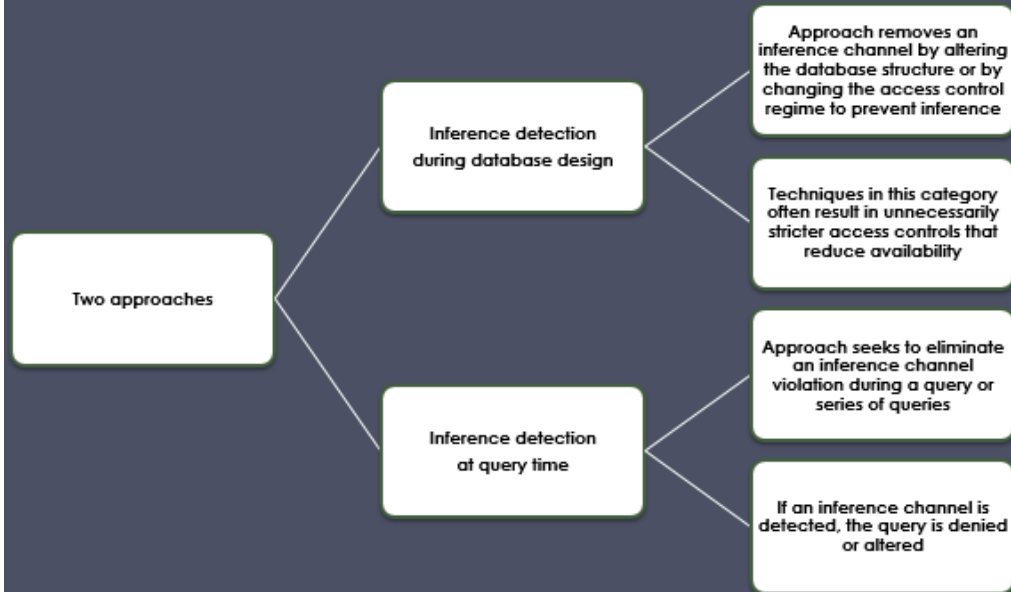 Two approaches
Inference detection
during database design
Approach removes an
inference channel by altering
the database structure or by
changing the access control
regime to prevent inference
Techniques in this category
often result in unnecessarily
stricter access controls that
reduce availability
Inference detection
at query time
Approach seeks to eliminate
an inference channel
violation during a query or
series of queries
If an inference channel is
detected, the query is denied
or altered